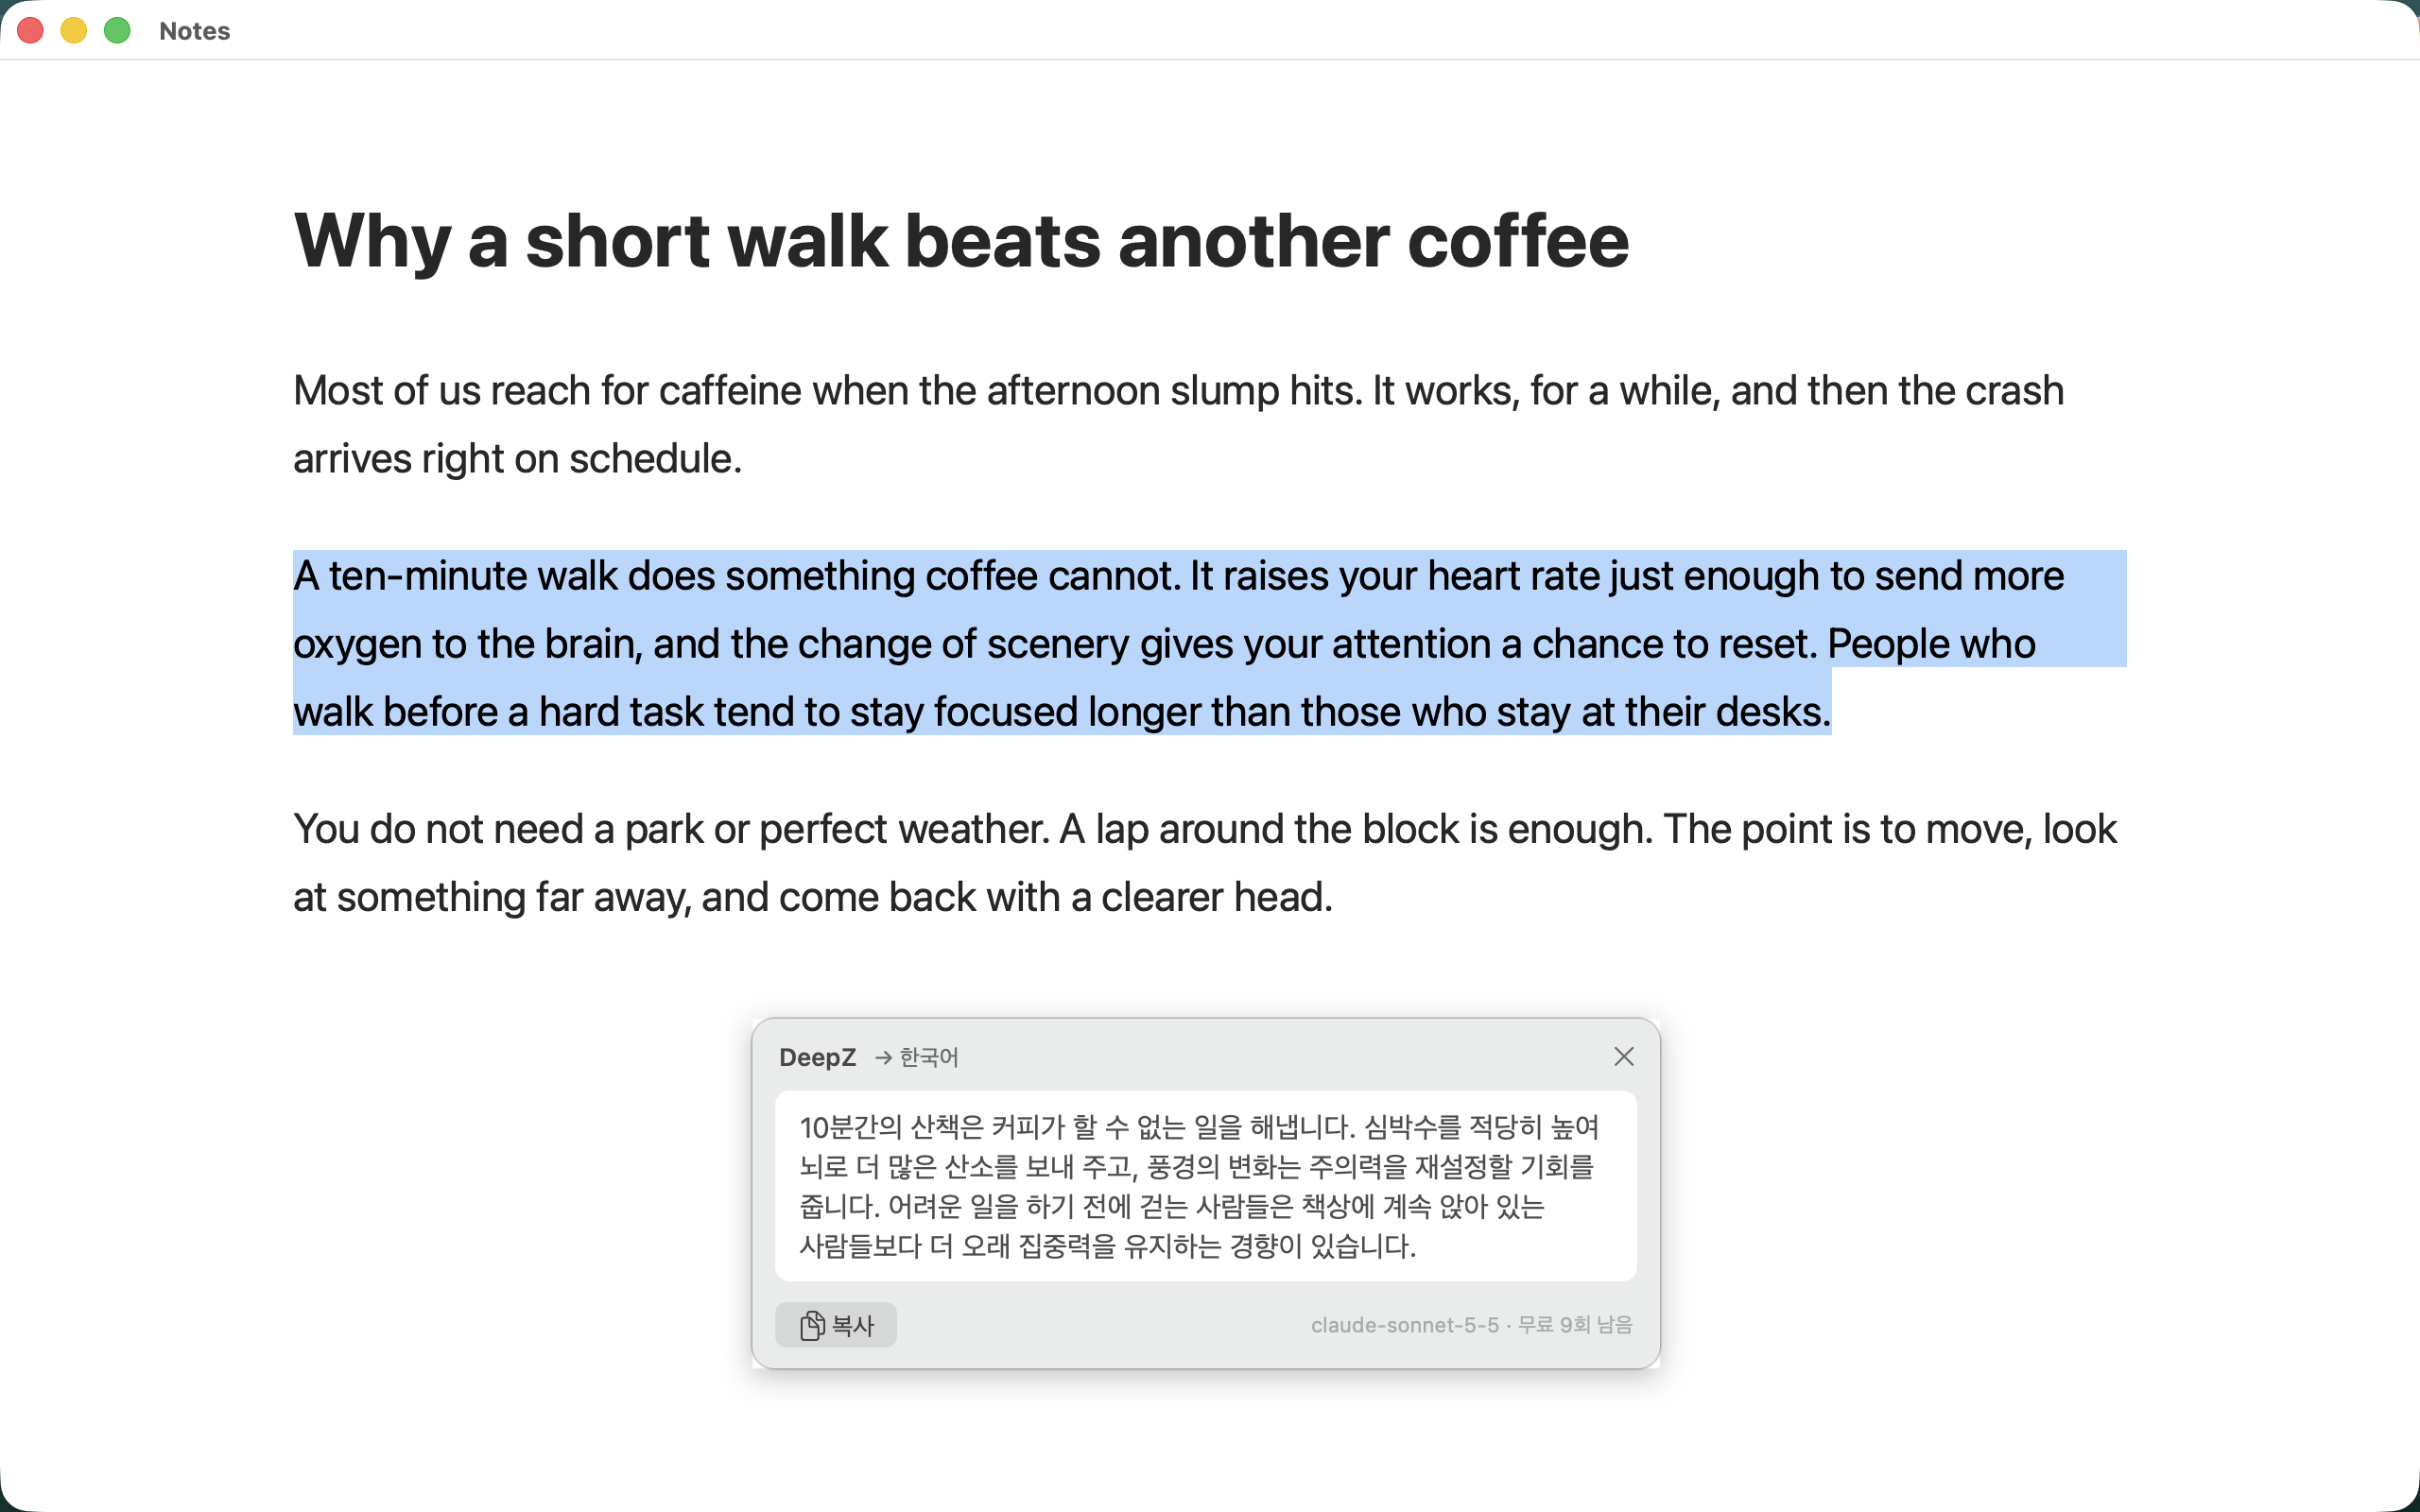 Notes
Why a short walk beats another coffee
Most of us reach for caffeine when the afternoon slump hits. It works, for a while, and then the crash
arrives right on schedule.
A ten-minute walk does something coffee cannot. It raises your heart rate just enough to send more
oxygen to the brain, and the change of scenery gives your attention a chance to reset. People who
walk before a hard task tend to stay focused longer than those who stay at their desks.
You do not need a park or perfect weather. A lap around the block is enough. The point is to move, look
at something far away, and come back with a clearer head.
DeepZ → 한국어
10분간의 산책은 커피가 할 수 없는 일을 해냅니다. 심박수를 적당히 높여
뇌로 더 많은 산소를 보내 주고, 풍경의 변화는 주의력을 재설정할 기회를
줍니다. 어려운 일을 하기 전에 걷는 사람들은 책상에 계속 앉아 있는
사람들보다 더 오래 집중력을 유지하는 경향이 있습니다.
복사
claude-sonnet-5-5 · 무료 9회 남음